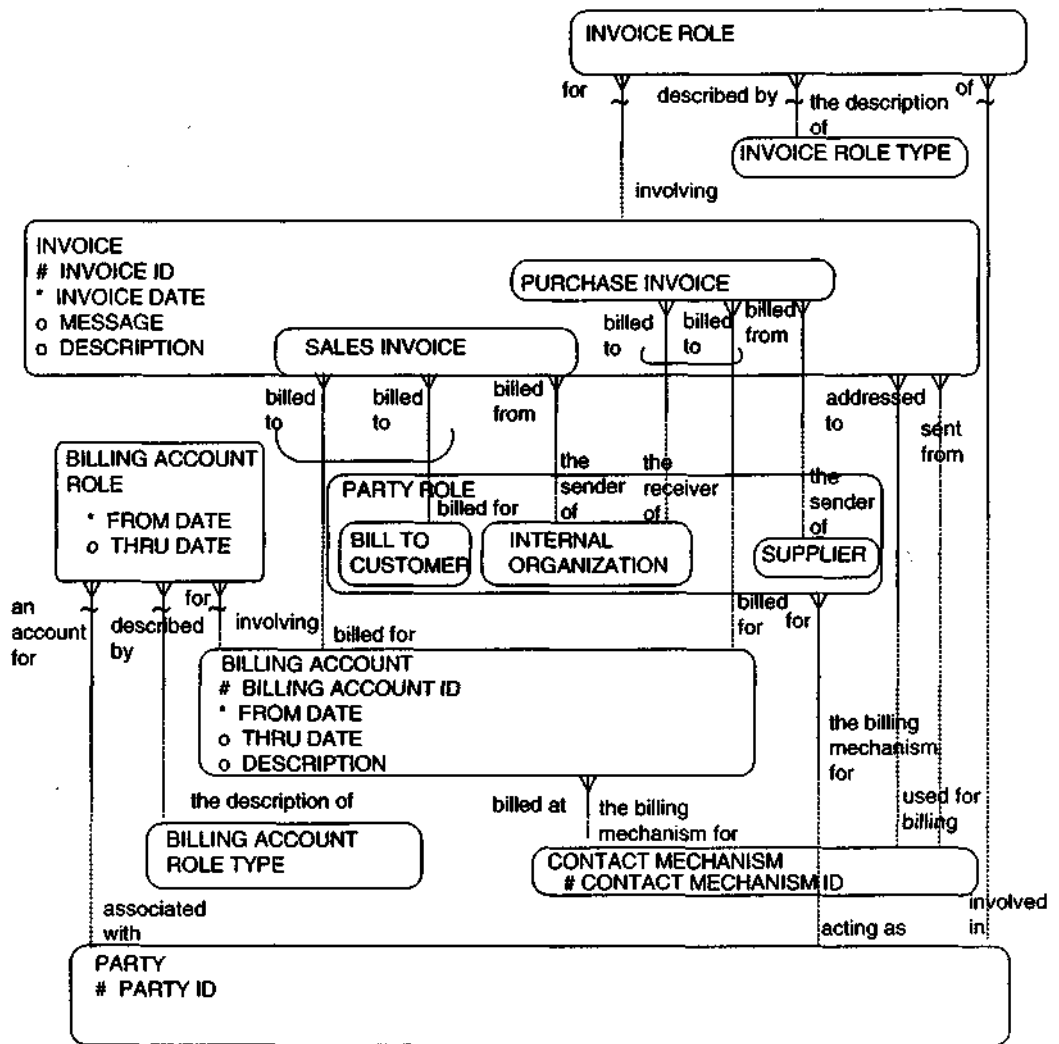 INVOICE ROLE
for
described by
the description
of
of
INVOICE ROLE TYPE
involving
INVOICE
# INVOICE ID
* INVOICE DATE
o MESSAGE
o DESCRIPTION
PURCHASE INVOICE
billed
to
billed
to
billed
from
SALES INVOICE
billed
to
billed
to
billed
from
addressed
to
sent
from
BILLING ACCOUNT
ROLE
* FROM DATE
o THRU DATE
PARTY ROLE
the
sender
of
the
receiver
of
the
sender
of
billed for
BILL TO
CUSTOMER
INTERNAL
ORGANIZATION
SUPPLIER
an
account
for
described
by
for
involving
billed for
billed
for
for
BILLING ACCOUNT
# BILLING ACCOUNT ID
* FROM DATE
o THRU DATE
o DESCRIPTION
the billing
mechanism
for
the description of
billed at
the billing
mechanism for
used for
billing
BILLING ACCOUNT
ROLE TYPE
CONTACT MECHANISM
# CONTACT MECHANISM ID
associated
with
acting as
involved
in
PARTY
# PARTY ID